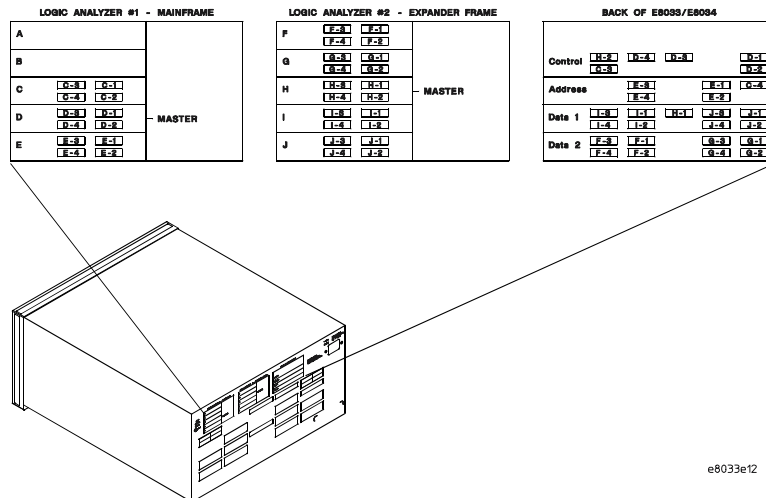 LOGIC ANALYZER #1 - MAINFRAME
A
B
C C-3 C-1
C-4 C-2
D D-3 D-1
D-4 D-2
MASTER
E E-3 E-1
E-4 E-2
LOGIC ANALYZER #2 - EXPANDER FRAME
F F-3 F-1
F-4 F-2
G G-3 G-1
G-4 G-2
H H-3 H-1
H-4 H-2
MASTER
I I-3 I-1
I-4 I-2
J J-3 J-1
J-4 J-2
BACK OF E8033/E8034
Control H-2 D-4 D-3 D-1
C-3 D-2
Address E-3 E-1 C-4
E-4 E-2
Data 1 I-3 I-1 H-1 J-3 J-1
I-4 I-2 J-4 J-2
Data 2 F-3 F-1 G-3 G-1
F-4 F-2 G-4 G-2
e8033e12